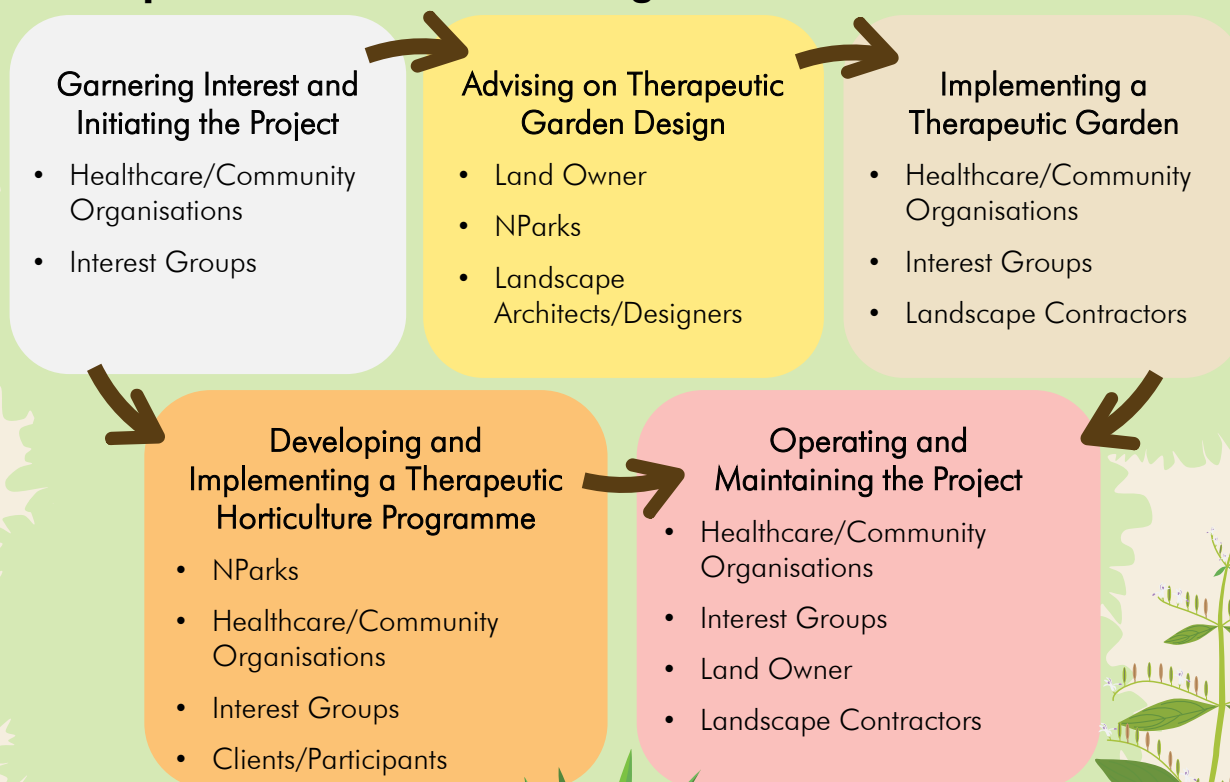 Garnering Interest and
Initiating the Project
• Healthcare/Community
Organisations
• Interest Groups
Advising on Therapeutic
Garden Design
• Land Owner
• NParks
• Landscape
Architects/Designers
Implementing a
Therapeutic Garden
• Healthcare/Community
Organisations
• Interest Groups
• Landscape Contractors
Developing and
Implementing a Therapeutic
Horticulture Programme
• NParks
• Healthcare/Community
Organisations
• Interest Groups
• Clients/Participants
Operating and
Maintaining the Project
• Healthcare/Community
Organisations
• Interest Groups
• Land Owner
• Landscape Contractors